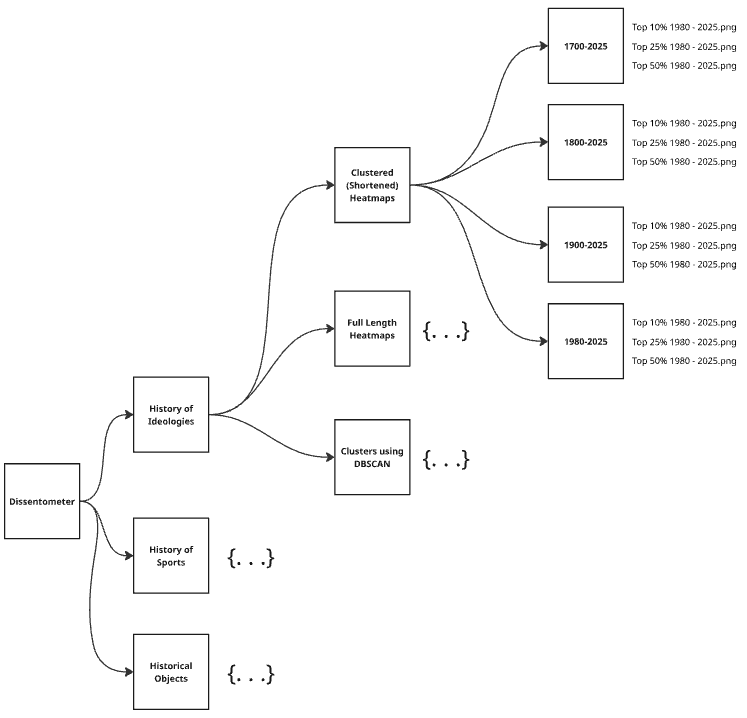 1700-2025
Top 10% 1980 - 2025.png
Top 25% 1980 - 2025.png
Top 50% 1980 - 2025.png
1800-2025
Top 10% 1980 - 2025.png
Top 25% 1980 - 2025.png
Top 50% 1980 - 2025.png
Clustered
(Shortened)
Heatmaps
1900-2025
Top 10% 1980 - 2025.png
Top 25% 1980 - 2025.png
Top 50% 1980 - 2025.png
Full Length
Heatmaps
{. . .}
1980-2025
Top 10% 1980 - 2025.png
Top 25% 1980 - 2025.png
Top 50% 1980 - 2025.png
History of
Ideologies
Clusters using
DBSCAN
{. . .}
Dissentometer
History of
Sports
{. . .}
Historical
Objects
{. . .}